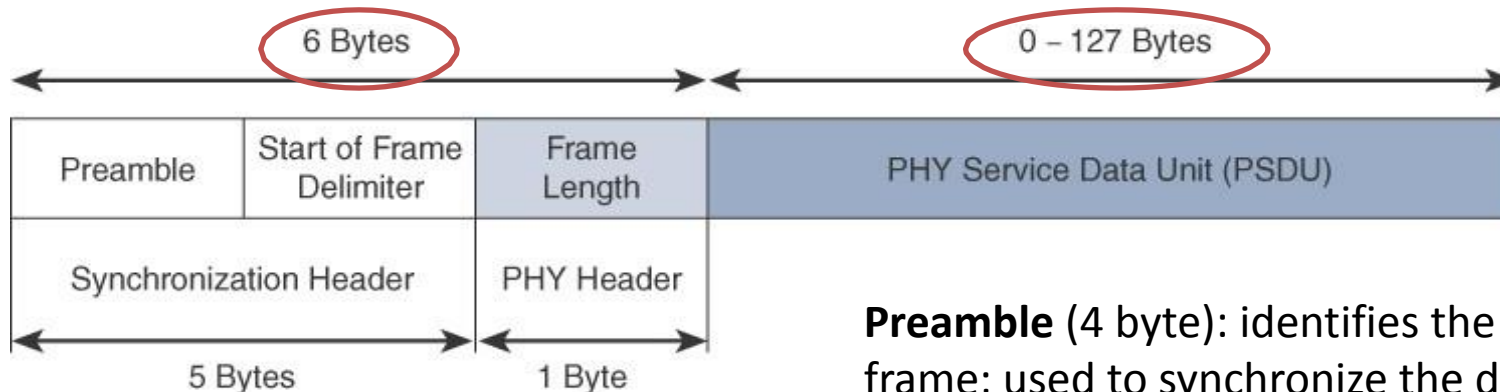 6 Bytes
0 – 127 Bytes
Preamble
Start of Frame
Delimiter
Frame
Length
PHY Service Data Unit (PSDU)
Synchronization Header
PHY Header
5 Bytes
1 Byte
Preamble (4 byte): identifies the
frame; used to synchronize the d